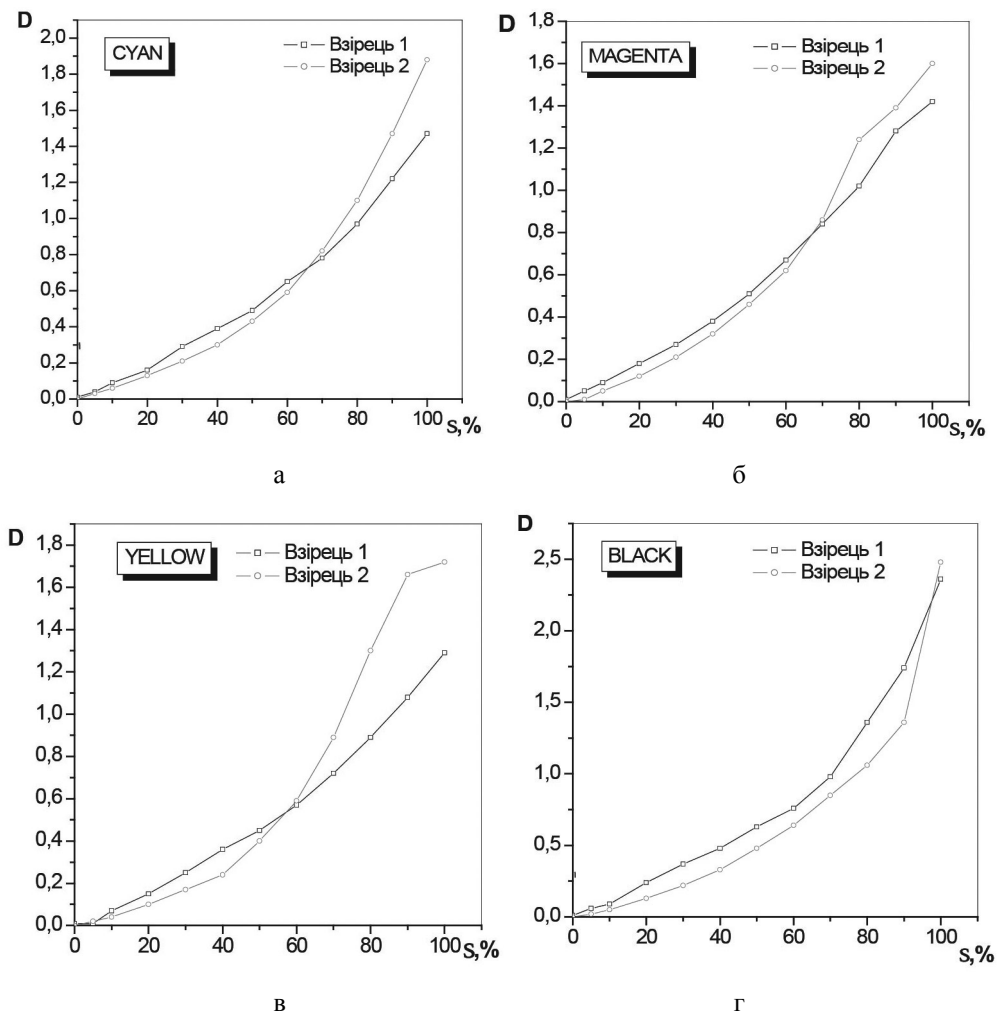 D
CYAN
Взірець 1
Взірець 2
2,0
1,8
1,6
1,4
1,2
1,0
0,8
0,6
0,4
0,2
0,0
0 20 40 60 80 100 S,%
а
D
MAGENTA
Взірець 1
Взірець 2
1,8
1,6
1,4
1,2
1,0
0,8
0,6
0,4
0,2
0,0
0 20 40 60 80 100 S,%
б
D
YELLOW
Взірець 1
Взірець 2
1,8
1,6
1,4
1,2
1,0
0,8
0,6
0,4
0,2
0,0
0 20 40 60 80 100 S,%
в
D
BLACK
Взірець 1
Взірець 2
2,5
2,0
1,5
1,0
0,5
0,0
0 20 40 60 80 100 S,%
г